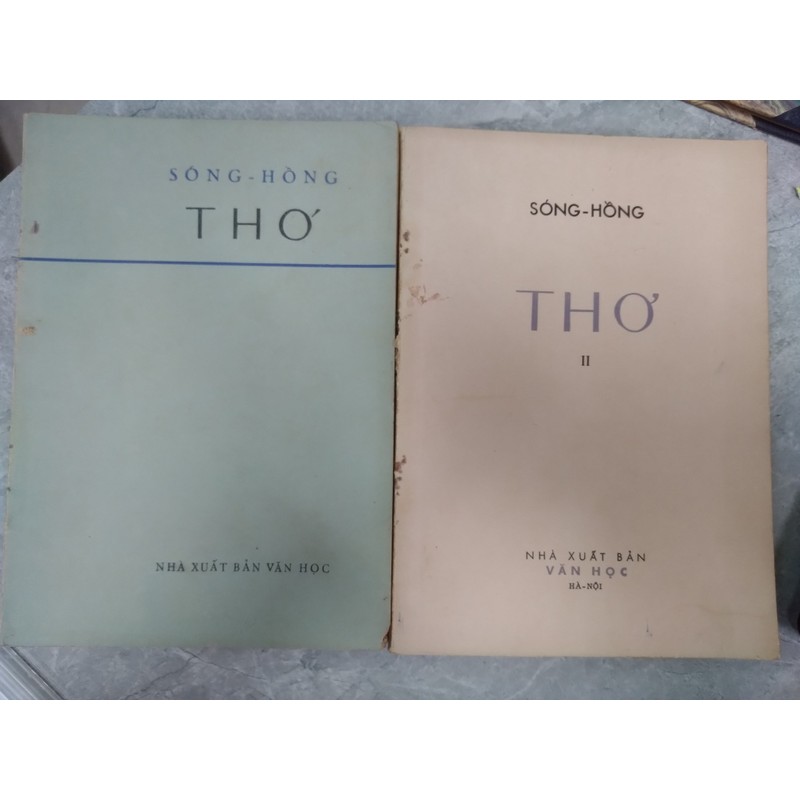 SÓNG-HỒNG
THƠ
NHÀ XUẤT BẢN VĂN HỌC
SÓNG-HỒNG
THƠ
II
NHÀ XUẤT BẢN
VĂN HỌC
HÀ-NỘI